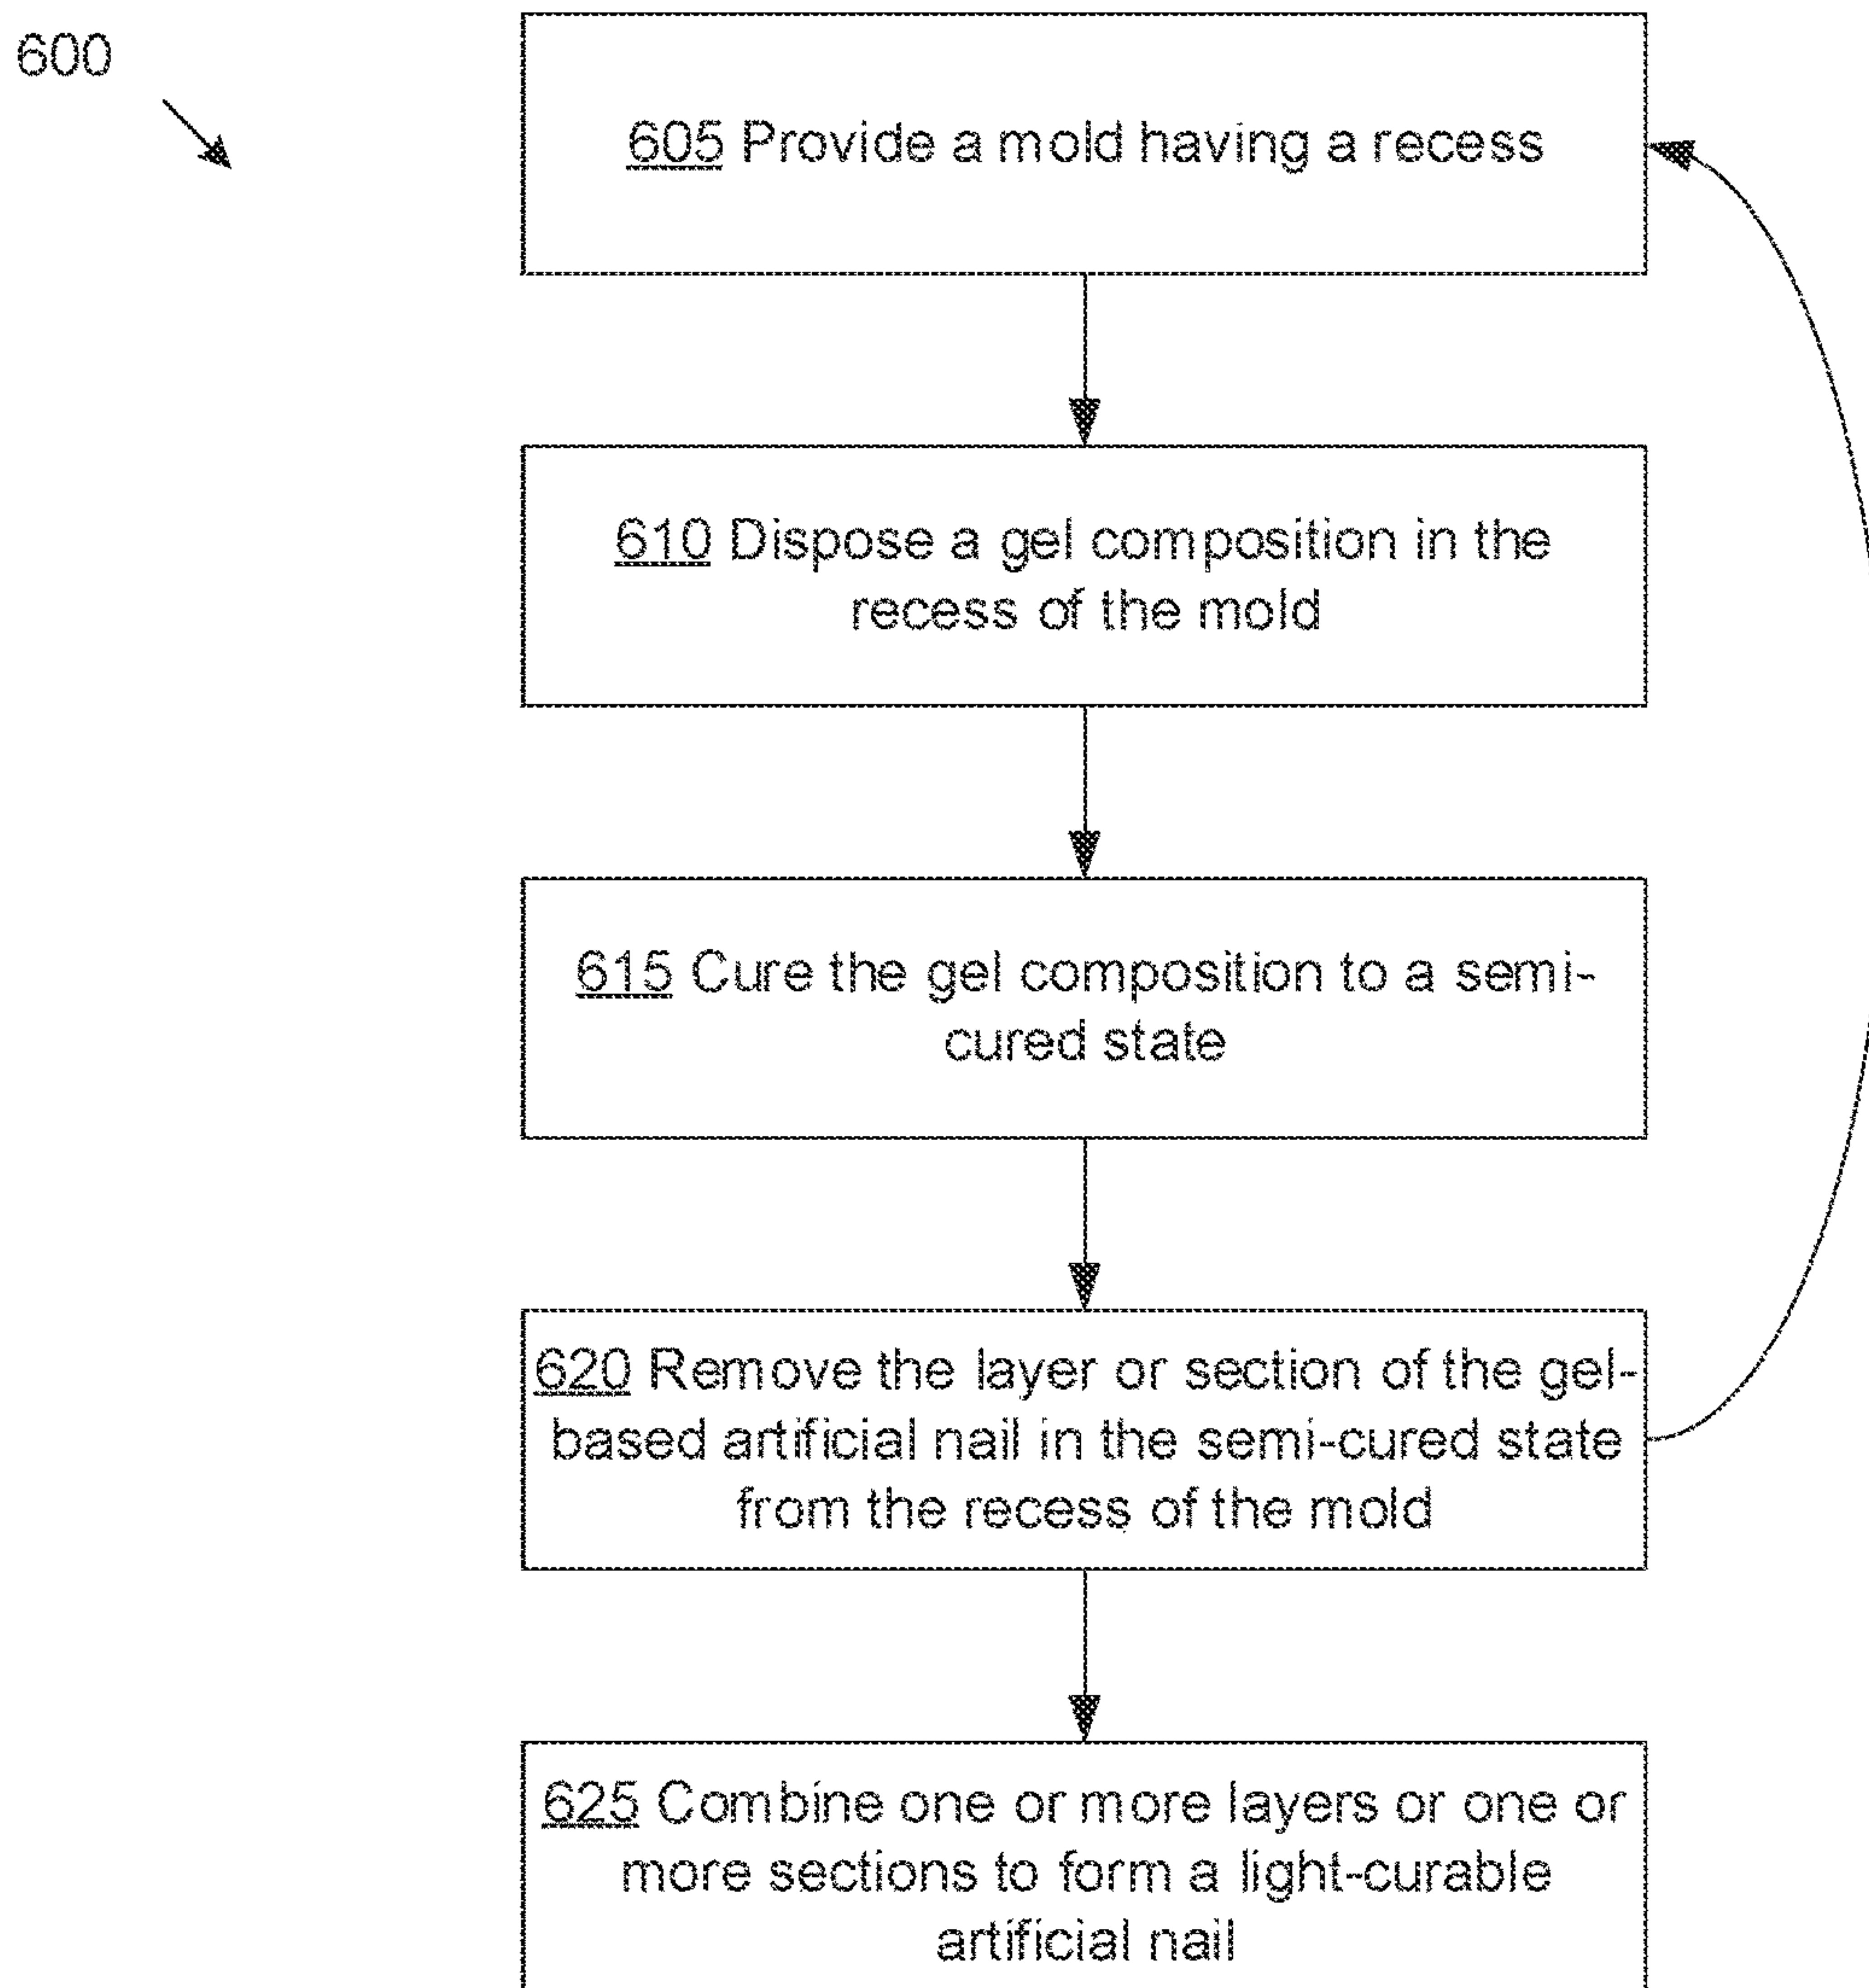 600
605 Provide a mold having a recess
610 Dispose a gel composition in the
recess of the mold
615 Cure the gel composition to a semi-
cured state
620 Remove the layer or section of the gel-
based artificial nail in the semi-cured state
from the recess of the mold
625 Combine one or more layers or one or
more sections to form a light-curable
artificial nail